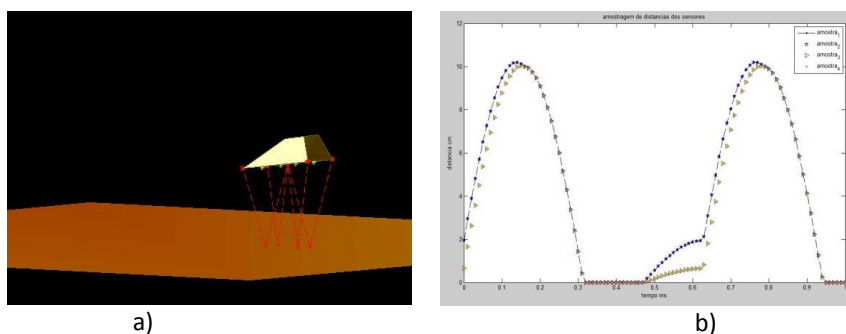 amostragem de distancias dos sensores
12
10
8
6
4
2
0
distancia cm
amostra1
amostra2
amostra3
amostra4
0 0.1 0.2 0.3 0.4 0.5 0.6 0.7 0.8 0.9 1
tempo ms
a) b)